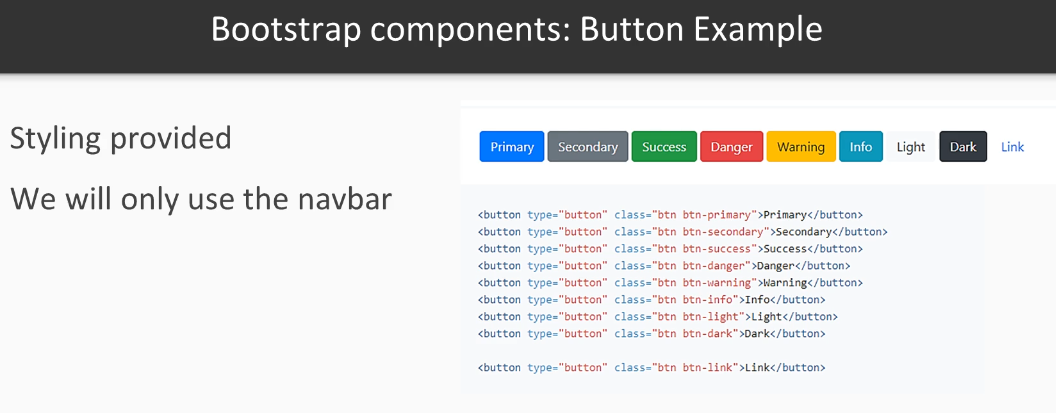 Bootstrap components: Button Example
Styling provided
We will only use the navbar
Primary Secondary Success Danger Warning Info Light Dark Link
<button type="button" class="btn btn-primary">Primary</button>
<button type="button" class="btn btn-secondary">Secondary</button>
<button type="button" class="btn btn-success">Success</button>
<button type="button" class="btn btn-danger">Danger</button>
<button type="button" class="btn btn-warning">Warning</button>
<button type="button" class="btn btn-info">Info</button>
<button type="button" class="btn btn-light">Light</button>
<button type="button" class="btn btn-dark">Dark</button>
<button type="button" class="btn btn-link">Link</button>